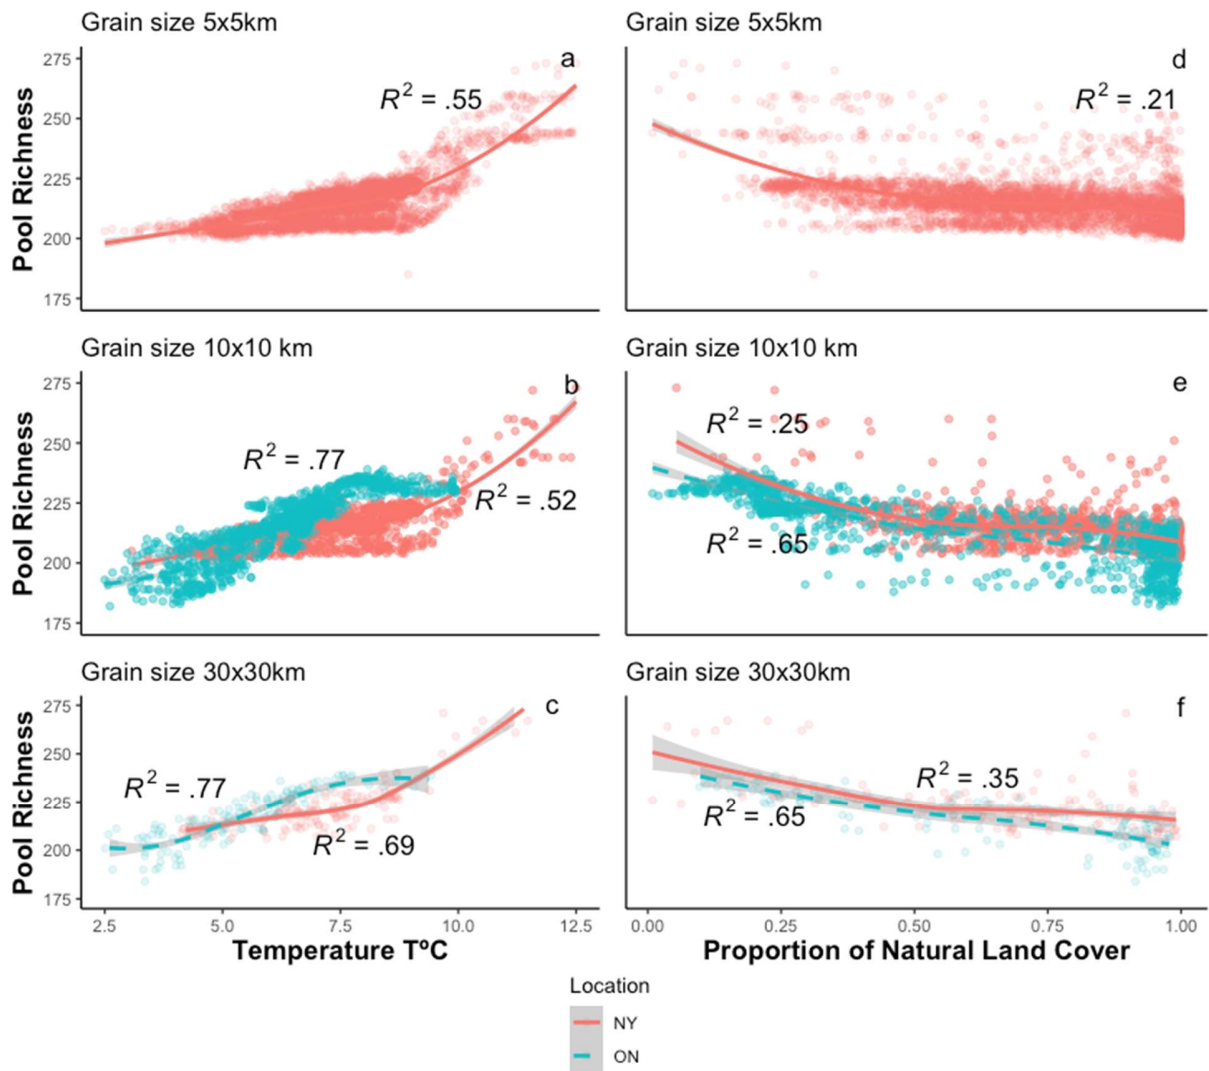 Grain size 5x5km
Grain size 5x5km
a
d
R² = .55
R² = .21
Pool Richness
275
250
225
200
175
Grain size 10x10 km
Grain size 10x10 km
b
e
R² = .77
R² = .52
R² = .25
R² = .65
Pool Richness
275
250
225
200
175
Grain size 30x30km
Grain size 30x30km
c
f
R² = .77
R² = .69
R² = .35
R² = .65
Pool Richness
275
250
225
200
175
2.5 5.0 7.5 10.0 12.5
0.00 0.25 0.50 0.75 1.00
Temperature TºC
Proportion of Natural Land Cover
Location
NY
ON